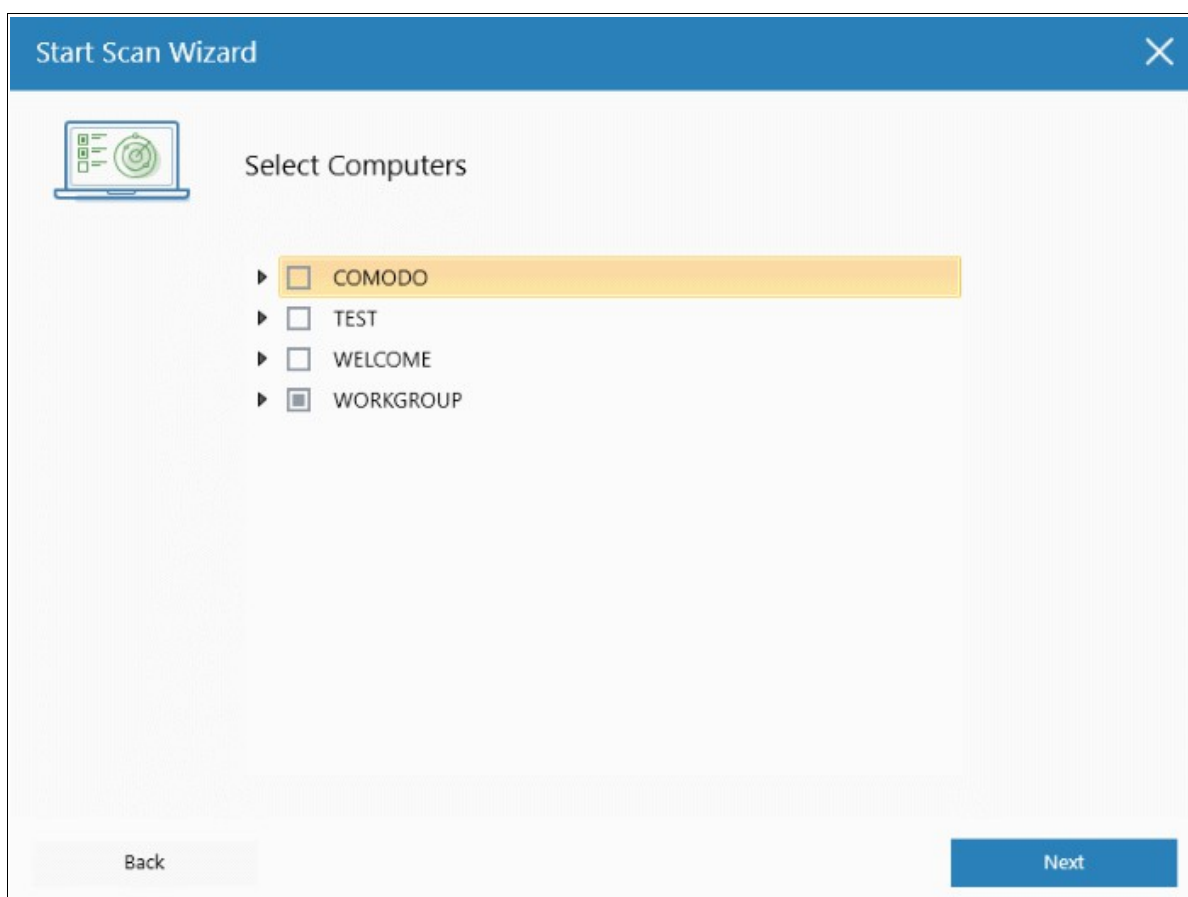 Start Scan Wizard
Select Computers
COMODO
TEST
WELCOME
WORKGROUP
Back
Next